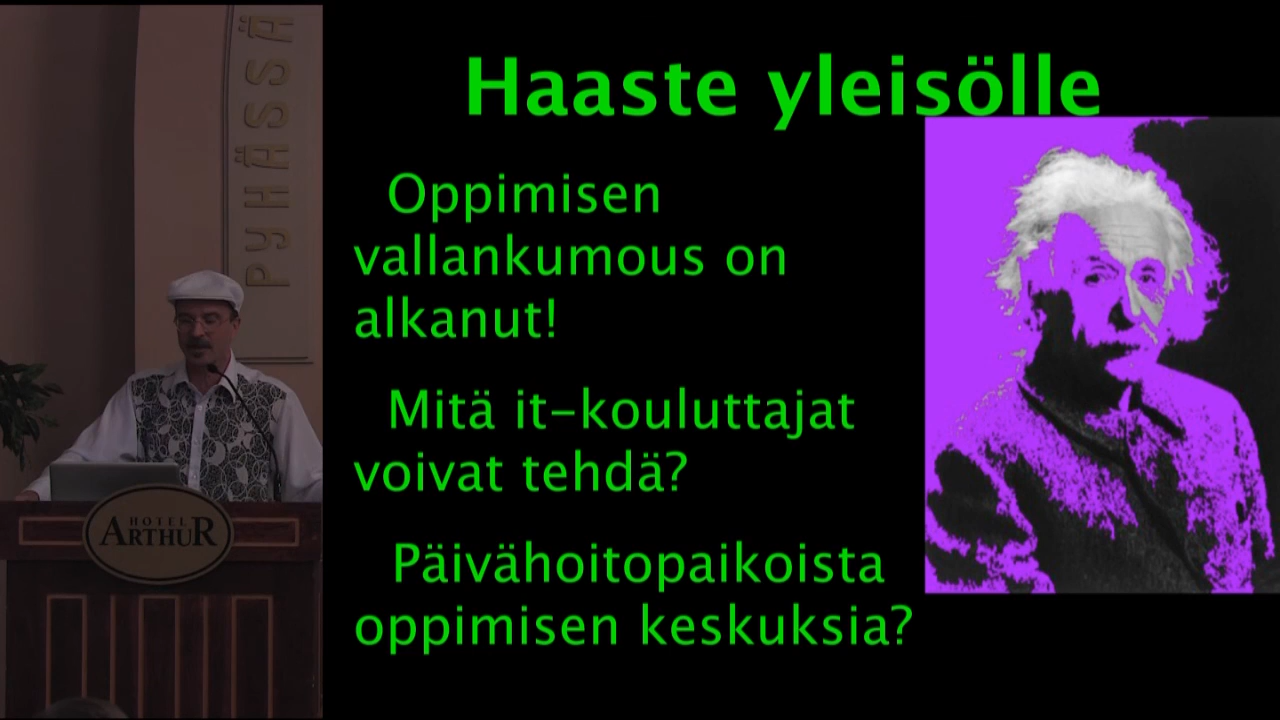 PYHÄSSÄ
HOTEL
ARTHUR
Haaste yleisölle
Oppimisen
vallankumous on
alkanut!
Mitä it-kouluttajat
voivat tehdä?
Päivähoitopaikoista
oppimisen keskuksia?